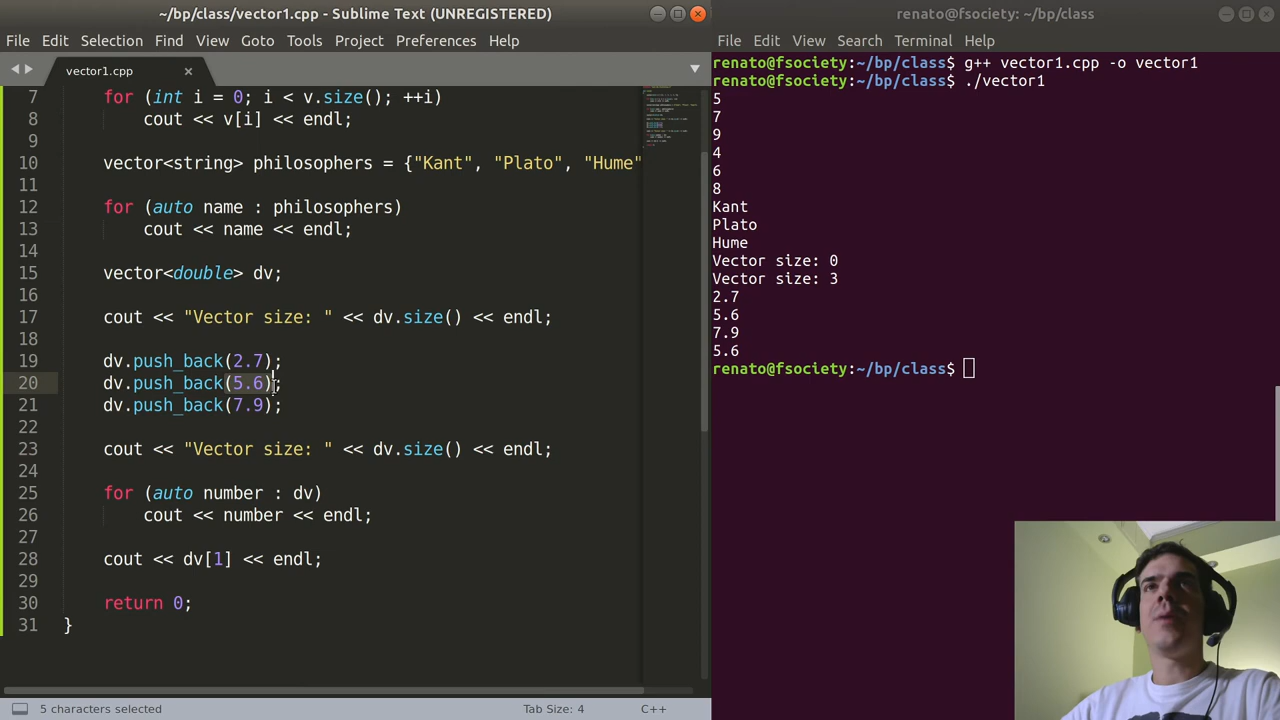 ~/bp/class/vector1.cpp - Sublime Text (UNREGISTERED)
File Edit Selection Find View Goto Tools Project Preferences Help
vector1.cpp
7 for (int i = 0; i < v.size(); ++i)
8 cout << v[i] << endl;
9
10 vector<string> philosophers = {"Kant", "Plato", "Hume"
11
12 for (auto name : philosophers)
13 cout << name << endl;
14
15 vector<double> dv;
16
17 cout << "Vector size: " << dv.size() << endl;
18
19 dv.push_back(2.7);
20 dv.push_back(5.6);
21 dv.push_back(7.9);
22
23 cout << "Vector size: " << dv.size() << endl;
24
25 for (auto number : dv)
26 cout << number << endl;
27
28 cout << dv[1] << endl;
29
30 return 0;
31 }
5 characters selected
Tab Size: 4
C++
renato@fsociety: ~/bp/class
File Edit View Search Terminal Help
renato@fsociety:~/bp/class$ g++ vector1.cpp -o vector1
renato@fsociety:~/bp/class$ ./vector1
5
7
9
4
6
8
Kant
Plato
Hume
Vector size: 0
Vector size: 3
2.7
5.6
7.9
5.6
renato@fsociety:~/bp/class$